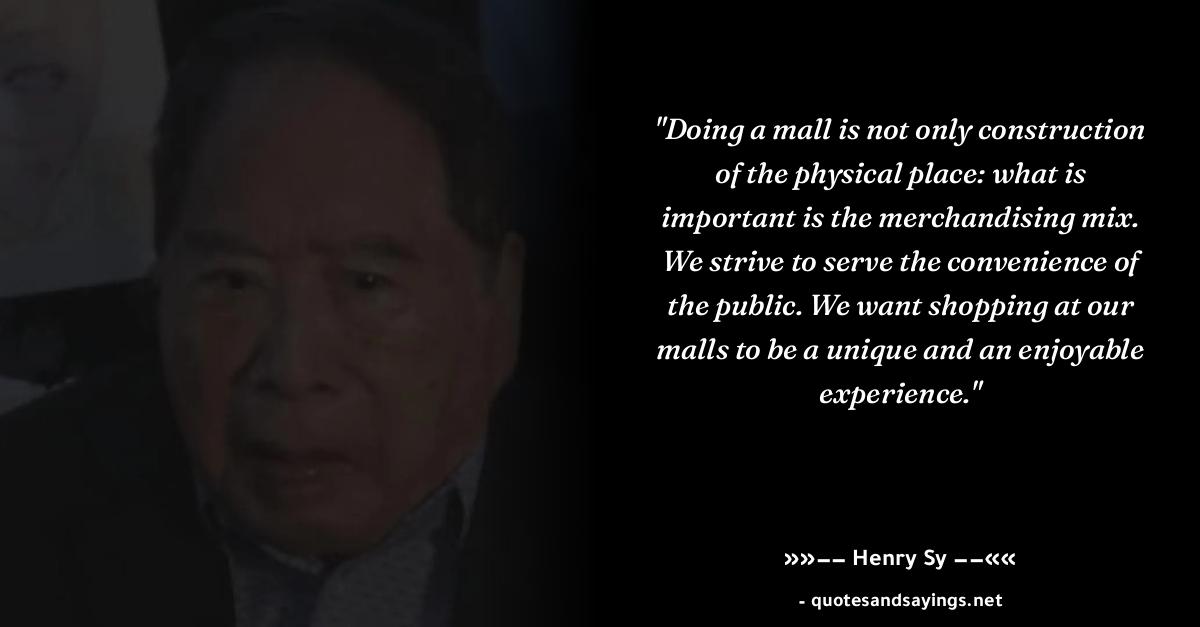 "Doing a mall is not only construction
of the physical place: what is
important is the merchandising mix.
We strive to serve the convenience of
the public. We want shopping at our
malls to be a unique and an enjoyable
experience."
»»−− Henry Sy −−««
- quotesandsayings.net